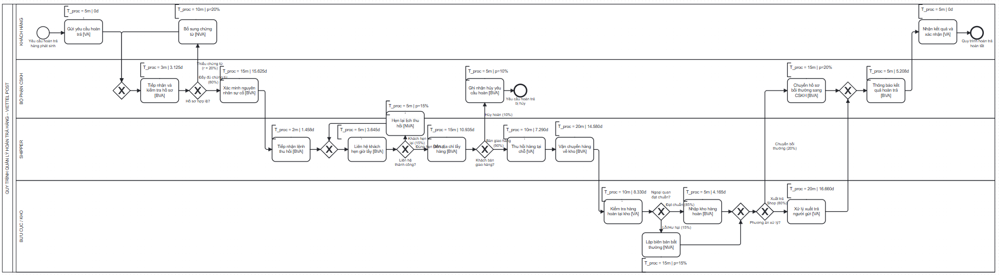 QUY TRÌNH QUẢN LÝ HOÀN TRẢ HÀNG – VIETTEL POST
KHÁCH HÀNG
Yêu cầu hoàn trả
hàng phát sinh
T_proc = 5m | 0d
Gửi yêu cầu hoàn
trả [VA]
T_proc = 10m | p=20%
Bổ sung chứng
từ [NVA]
T_proc = 5m | 0d
Nhận kết quả và
xác nhận [VA]
Quy trình hoàn trả
hoàn tất
BỘ PHẬN CSKH
T_proc = 3m | 3.125d
Tiếp nhận và
kiểm tra hồ sơ
[BVA]
Thiếu chứng từ
(r = 20%)
Đầy đủ chứng từ
(80%)
Hồ sơ hợp lệ?
T_proc = 15m | 15.625d
Xác minh nguyên
nhân sự cố [BVA]
T_proc = 5m | p=10%
Ghi nhận hủy yêu
cầu hoàn [BVA]
Yêu cầu hoàn trả
bị hủy
Hủy hoàn (10%)
T_proc = 15m | p=20%
Chuyển hồ sơ
bồi thường sang
CSKH [BVA]
T_proc = 5m | 5.208d
Thông báo kết
quả hoàn trả
[BVA]
SHIPPER
T_proc = 5m | p=15%
Hẹn lại lịch thu
hồi [NVA]
T_proc = 2m | 1.458d
Tiếp nhận lệnh
thu hồi [BVA]
T_proc = 5m | 3.645d
Liên hệ khách
hẹn giờ lấy [BVA]
Khách hẹn
lại (15%)
Đúng hẹn
Liên hệ
thành công?
T_proc = 15m | 10.935d
Đến địa chỉ lấy
hàng [BVA]
Bàn giao hàng
(90%)
Khách bàn
giao hàng?
T_proc = 10m | 7.290d
Thu hồi hàng tại
chỗ [VA]
T_proc = 20m | 14.580d
Vận chuyển hàng
về kho [BVA]
Chuyển bồi
thường (20%)
BƯU CỤC / KHO
T_proc = 10m | 8.330d
Kiểm tra hàng
hoàn tại kho [VA]
Ngoại quan
đạt chuẩn?
Đạt chuẩn (85%)
Lỗi/Hư hại (15%)
T_proc = 5m | 4.165d
Nhập kho hàng
hoàn [BVA]
Lập biên bản bất
thường [NVA]
T_proc = 15m | p=15%
Xuất trả
Shop (80%)
Phương án xử lý?
T_proc = 20m | 16.660d
Xử lý xuất trả
người gửi [VA]